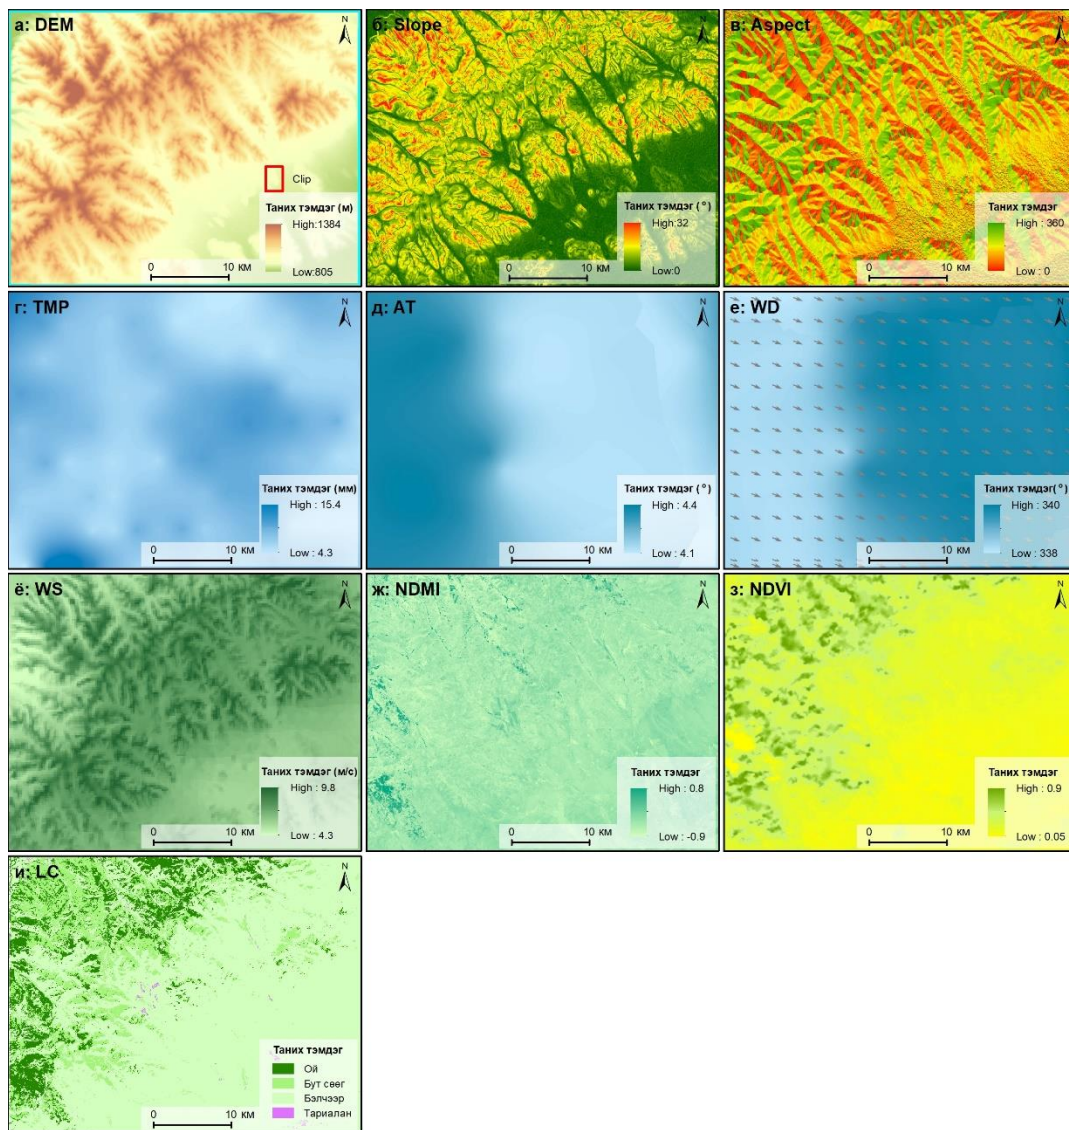 а: DEM
N
Clip
Таних тэмдэг (м)
High:1384
Low:805
0 10 КМ
б: Slope
N
Таних тэмдэг (°)
High:32
Low:0
0 10 КМ
в: Aspect
N
Таних тэмдэг
High : 360
Low : 0
0 10 КМ
г: TMP
N
Таних тэмдэг (мм)
High : 15.4
Low : 4.3
0 10 КМ
д: AT
N
Таних тэмдэг (°)
High : 4.4
Low : 4.1
0 10 КМ
е: WD
N
Таних тэмдэг(°)
High : 340
Low : 338
0 10 КМ
ё: WS
N
Таних тэмдэг (м/с)
High : 9.8
Low : 4.3
0 10 КМ
ж: NDMI
N
Таних тэмдэг
High : 0.8
Low : -0.9
0 10 КМ
з: NDVI
N
Таних тэмдэг
High : 0.9
Low : 0.05
0 10 КМ
и: LC
N
Таних тэмдэг
Ой
Бут сөөг
Бэлчээр
Тариалан
0 10 КМ